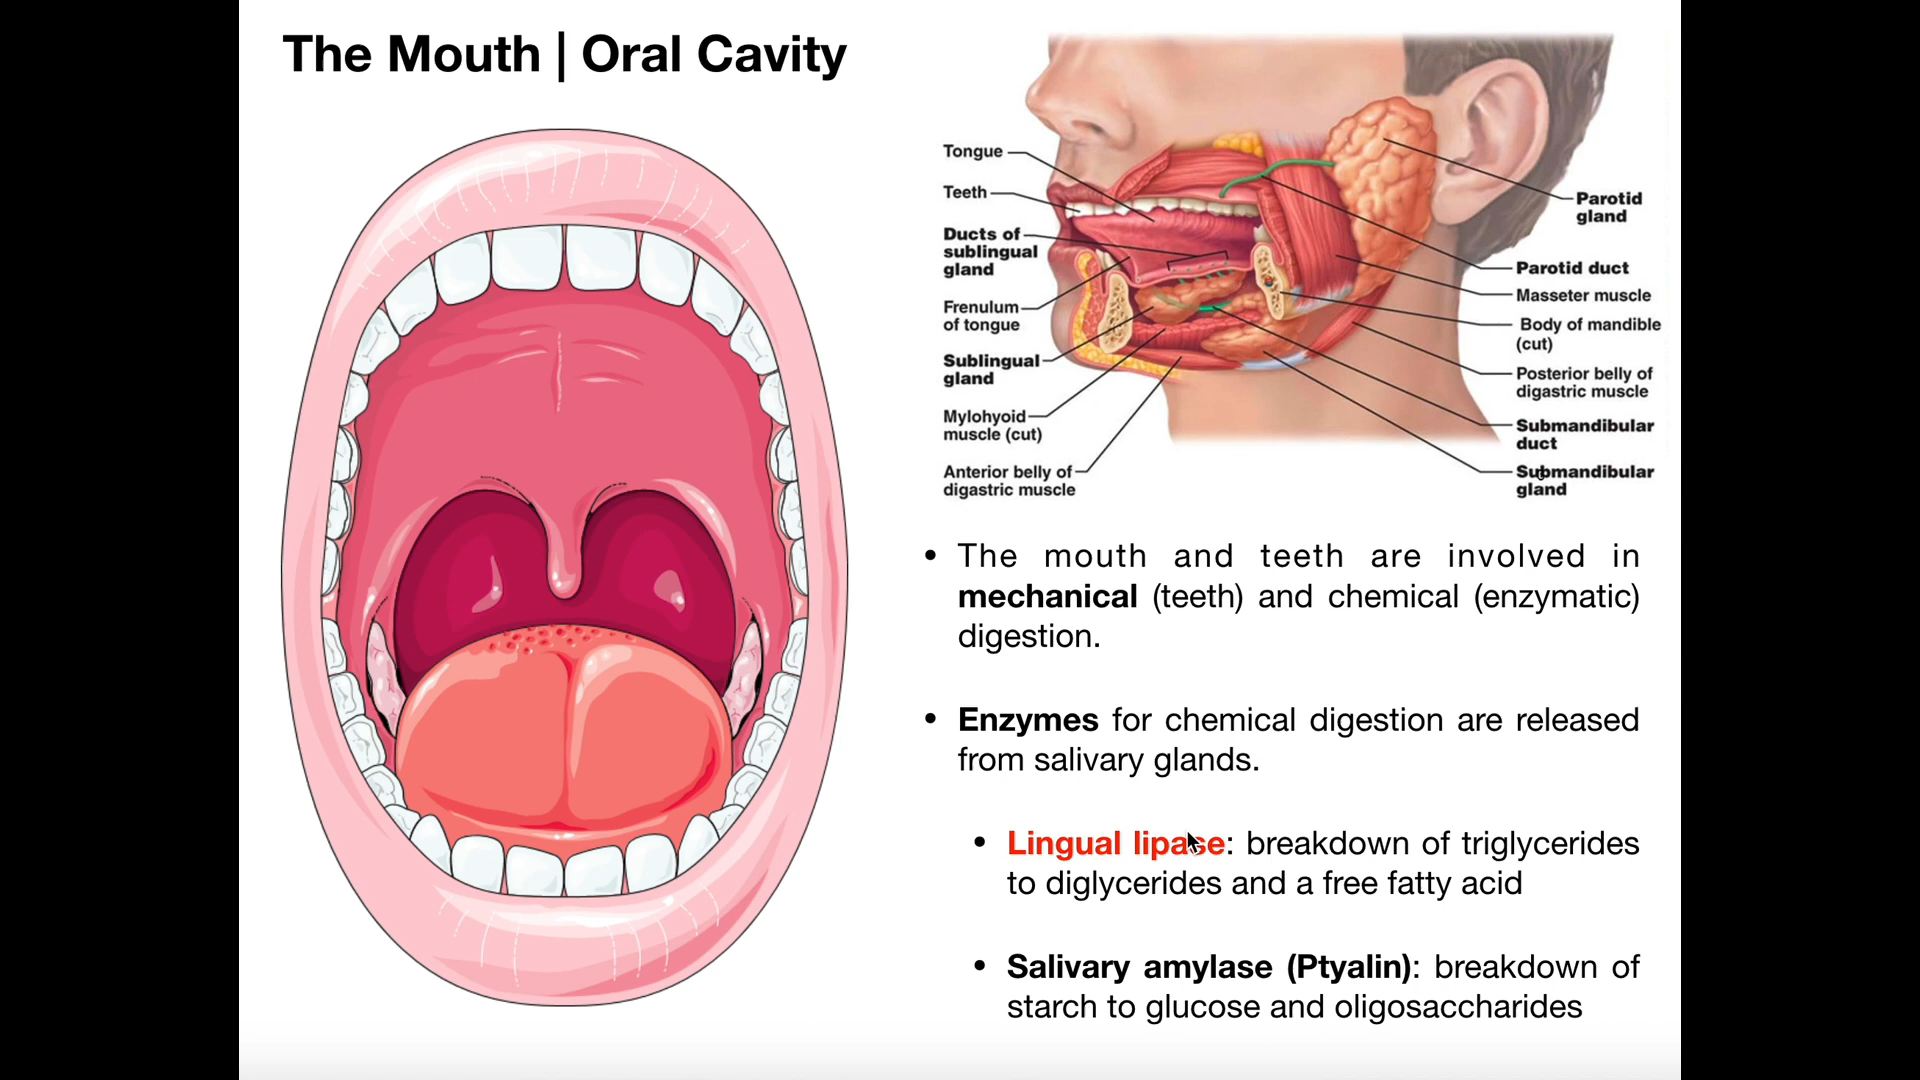 The Mouth | Oral Cavity
Tongue
Teeth
Ducts of
sublingual
gland
Frenulum
of tongue
Sublingual
gland
Mylohyoid
muscle (cut)
Anterior belly of
digastric muscle
Parotid
gland
Parotid duct
Masseter muscle
Body of mandible
(cut)
Posterior belly of
digastric muscle
Submandibular
duct
Submandibular
gland
• The mouth and teeth are involved in
mechanical (teeth) and chemical (enzymatic)
digestion.
• Enzymes for chemical digestion are released
from salivary glands.
• Lingual lipase: breakdown of triglycerides
to diglycerides and a free fatty acid
• Salivary amylase (Ptyalin): breakdown of
starch to glucose and oligosaccharides